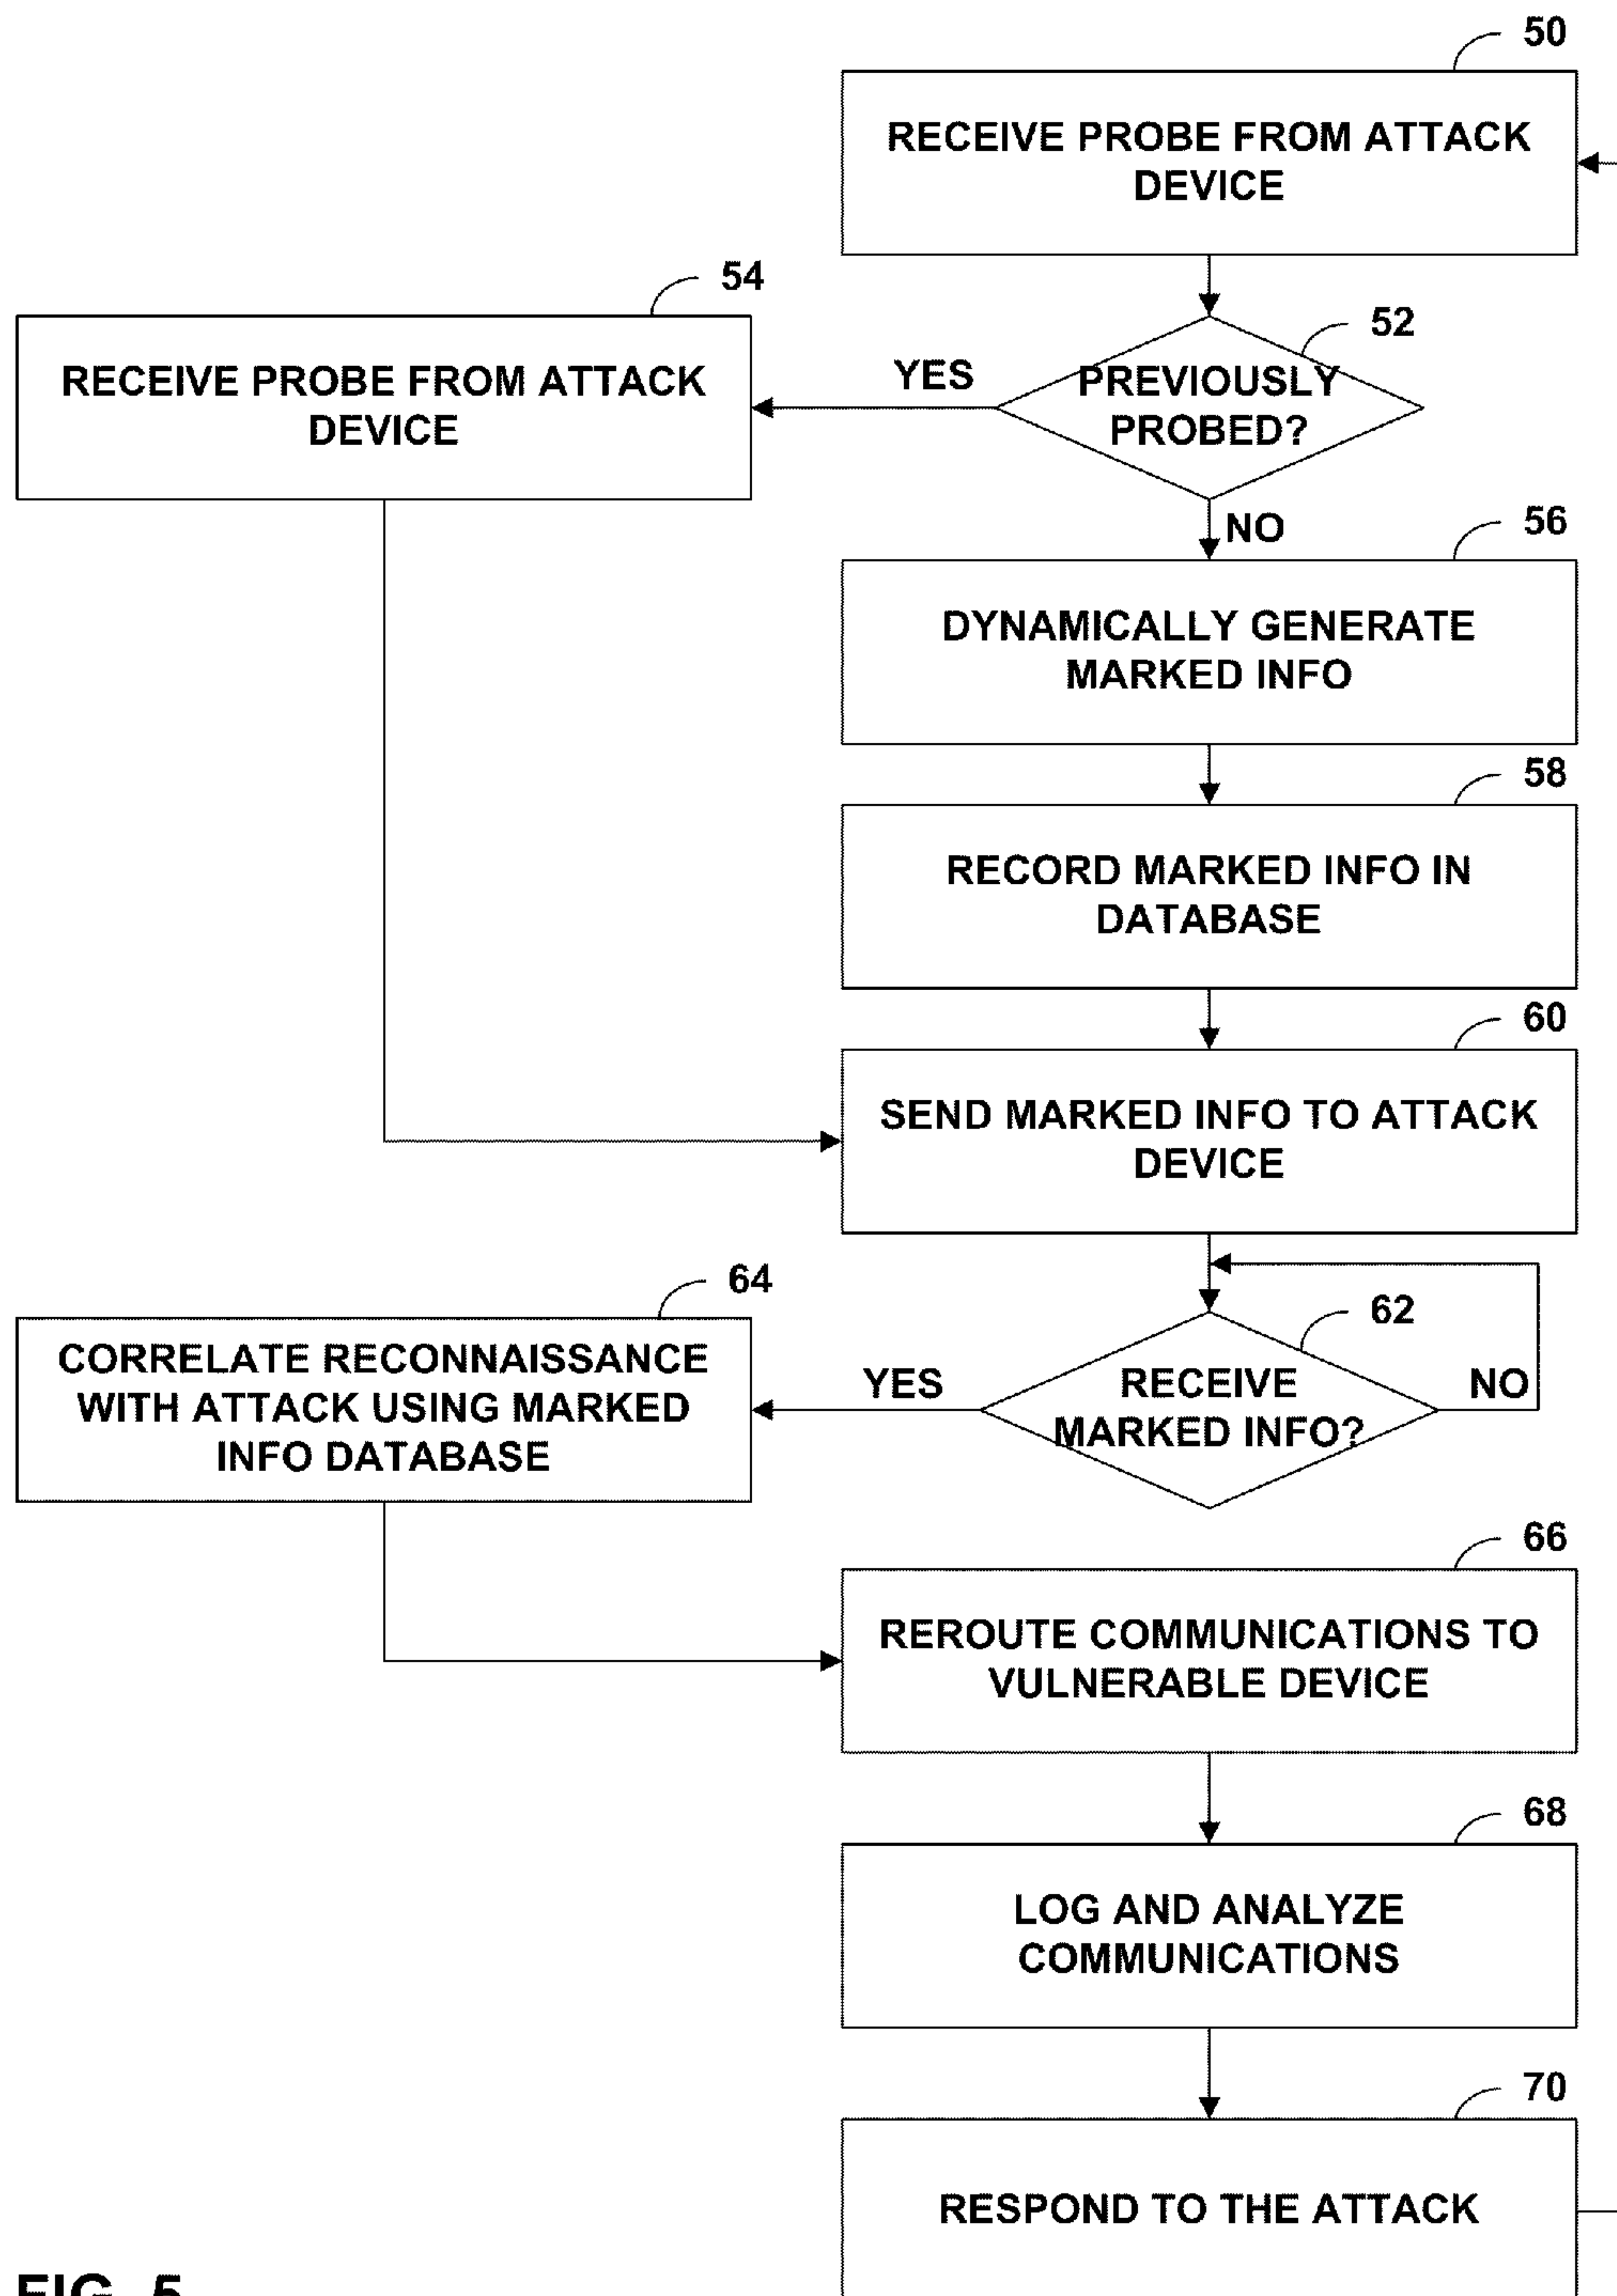 50
RECEIVE PROBE FROM ATTACK
DEVICE
54
RECEIVE PROBE FROM ATTACK
DEVICE
YES
52
PREVIOUSLY
PROBED?
NO
56
DYNAMICALLY GENERATE
MARKED INFO
58
RECORD MARKED INFO IN
DATABASE
60
SEND MARKED INFO TO ATTACK
DEVICE
64
CORRELATE RECONNAISSANCE
WITH ATTACK USING MARKED
INFO DATABASE
YES
62
RECEIVE
MARKED INFO?
NO
66
REROUTE COMMUNICATIONS TO
VULNERABLE DEVICE
68
LOG AND ANALYZE
COMMUNICATIONS
70
RESPOND TO THE ATTACK
FIG. 5